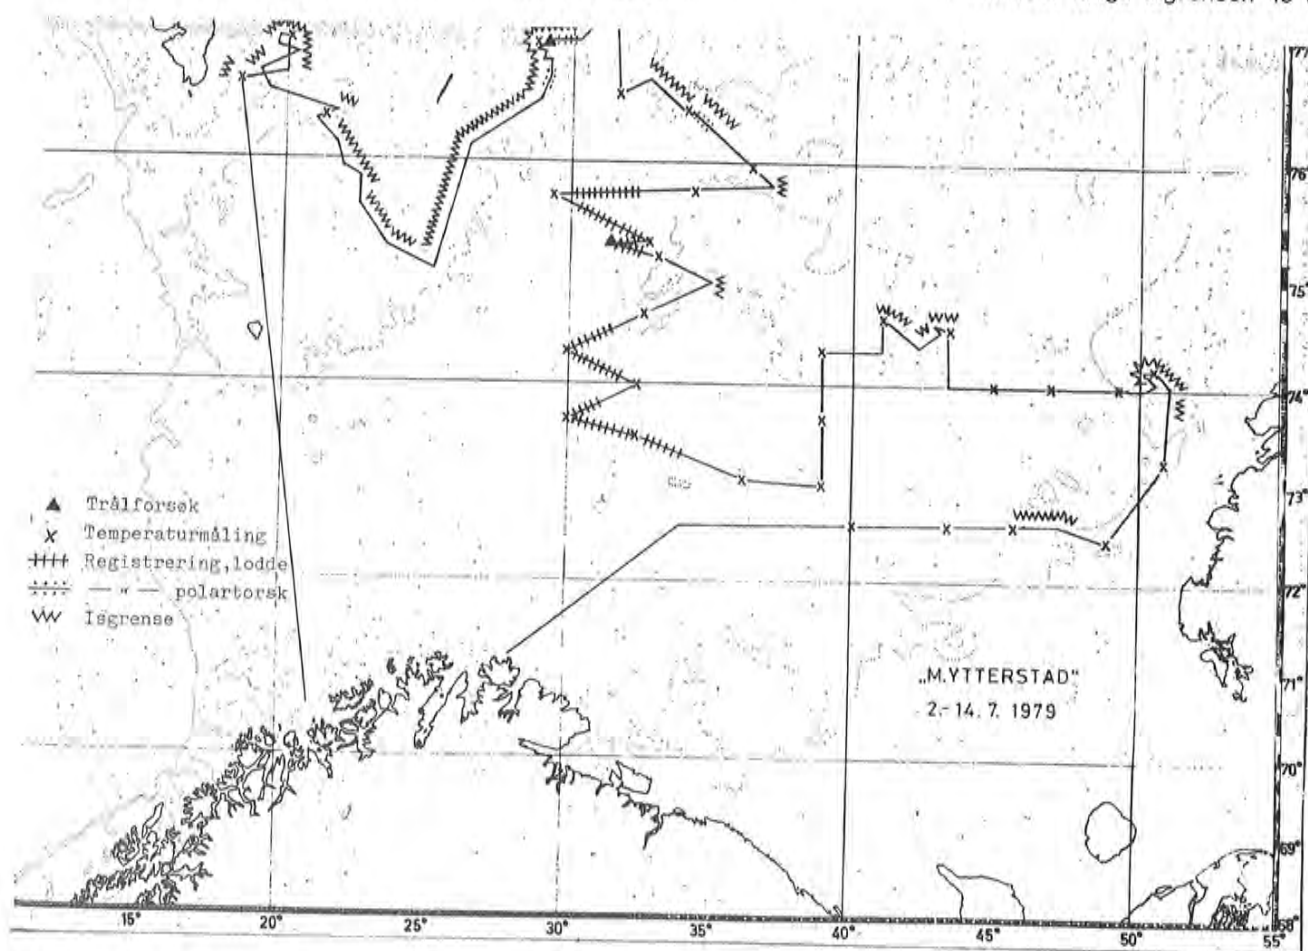 77°
76°
75°
74°
73°
72°
71°
70°
69°
68°
▲ Trålforsøk
x Temperaturmåling
Registrering, lodde
— " — polartorsk
Isgrense
„M.YTTERSTAD"
2.-14. 7. 1979
15° 20° 25° 30° 35° 40° 45° 50° 55°